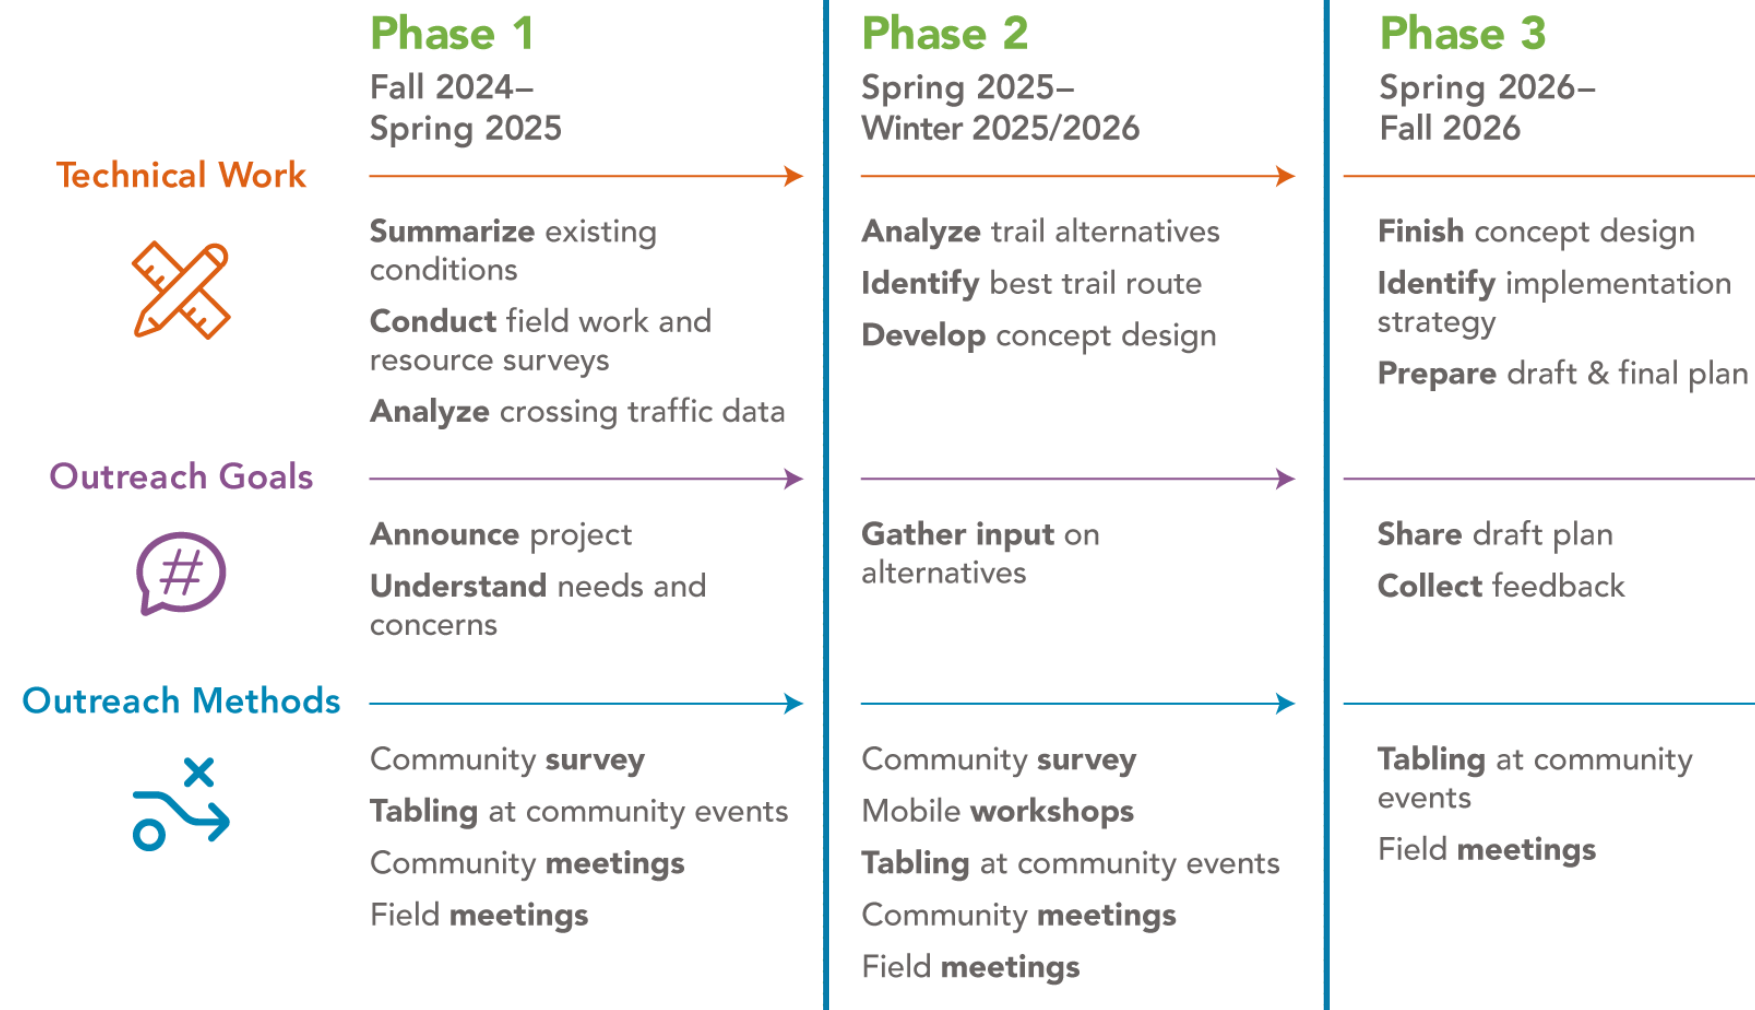 Phase 1
Fall 2024–
Spring 2025
Phase 2
Spring 2025–
Winter 2025/2026
Phase 3
Spring 2026–
Fall 2026
Technical Work
Summarize existing
conditions
Conduct field work and
resource surveys
Analyze crossing traffic data
Analyze trail alternatives
Identify best trail route
Develop concept design
Finish concept design
Identify implementation
strategy
Prepare draft & final plan
Outreach Goals
#
Announce project
Understand needs and
concerns
Gather input on
alternatives
Share draft plan
Collect feedback
Outreach Methods
Community survey
Tabling at community events
Community meetings
Field meetings
Community survey
Mobile workshops
Tabling at community events
Community meetings
Field meetings
Tabling at community
events
Field meetings